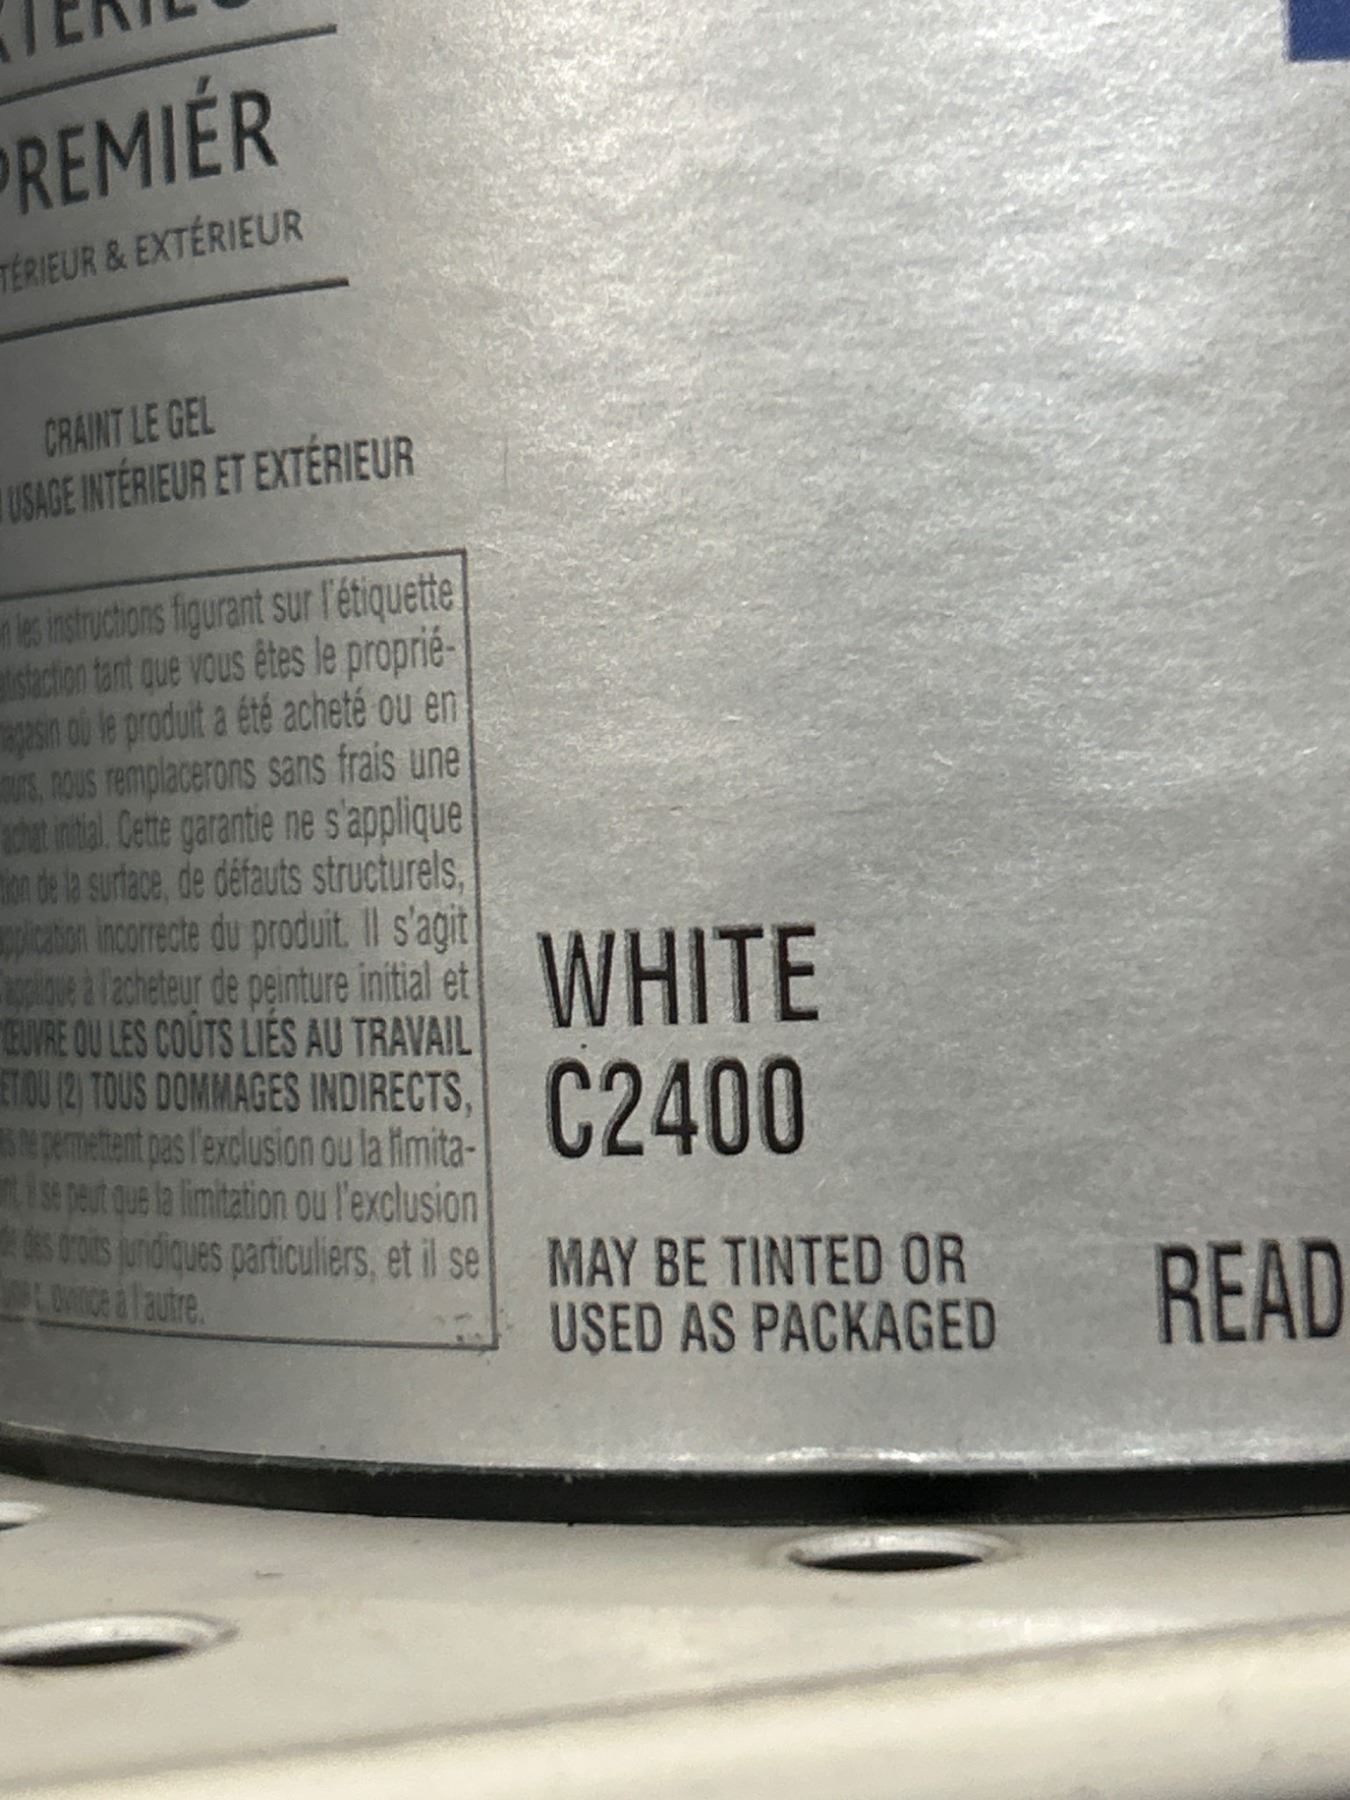 PREMIÉR
TÉRIEUR & EXTÉRIEUR
CRAINT LE GEL
USAGE INTÉRIEUR ET EXTÉRIEUR
les instructions figurant sur l'étiquette
tant que vous êtes le proprié-
où le produit a été acheté ou en
nous remplacerons sans frais une
initial. Cette garantie ne s'applique
de la surface, de défauts structurels,
incorrecte du produit. Il s'agit
à l'acheteur de peinture initial et
OU LES COÛTS LIÉS AU TRAVAIL
ET/OU (2) TOUS DOMMAGES INDIRECTS,
ne permettent pas l'exclusion ou la limita-
il se peut que la limitation ou l'exclusion
des droits juridiques particuliers, et il se
à l'autre.
WHITE
C2400
MAY BE TINTED OR
USED AS PACKAGED
READ